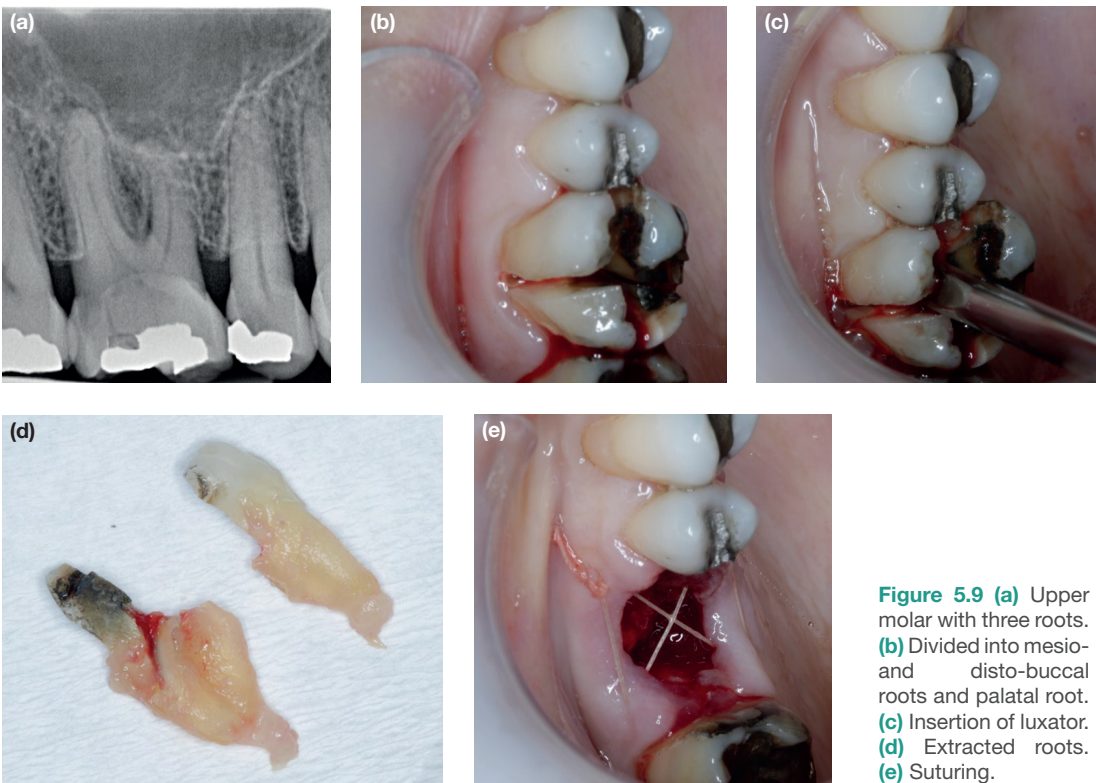 (a)
(b)
(c)
(d)
(e)
Figure 5.9 (a) Upper
molar with three roots.
(b) Divided into mesio-
and disto-buccal
roots and palatal root.
(c) Insertion of luxator.
(d) Extracted roots.
(e) Suturing.